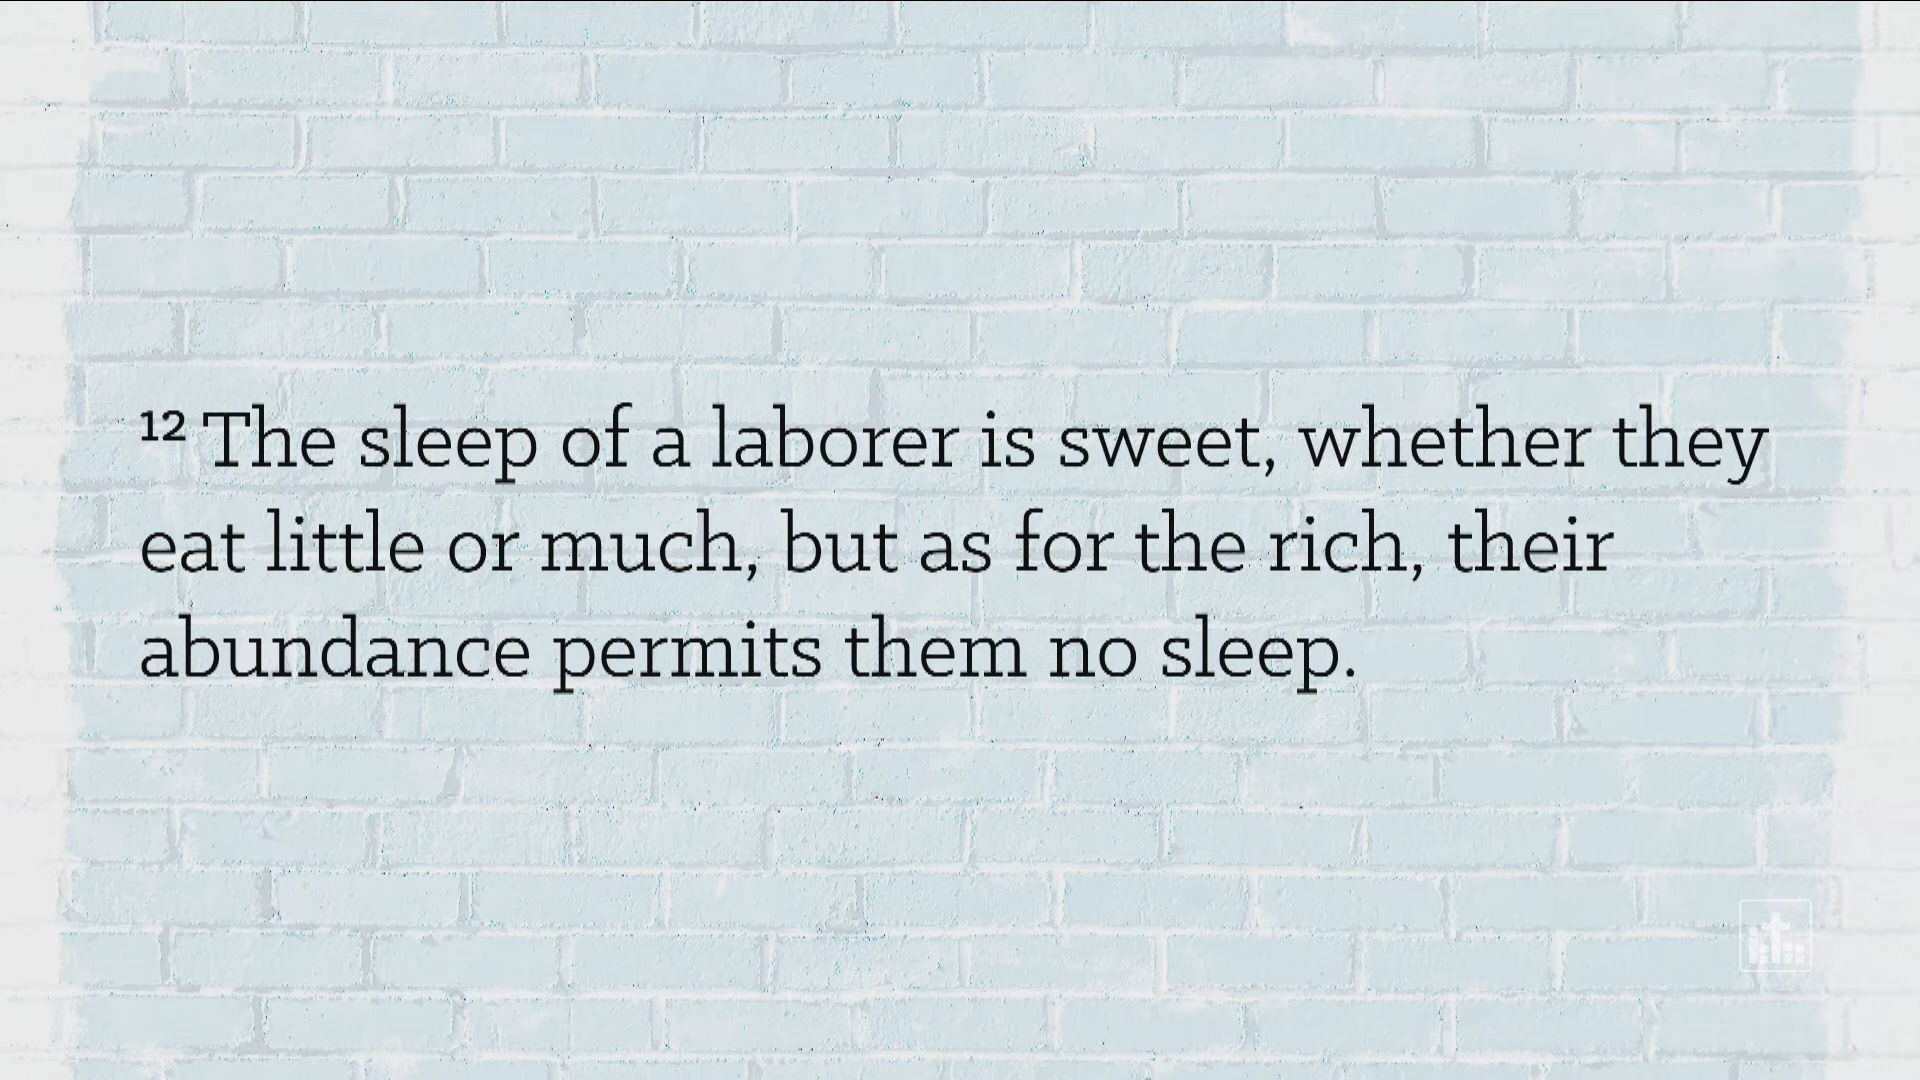 ¹² The sleep of a laborer is sweet, whether they
eat little or much, but as for the rich, their
abundance permits them no sleep.